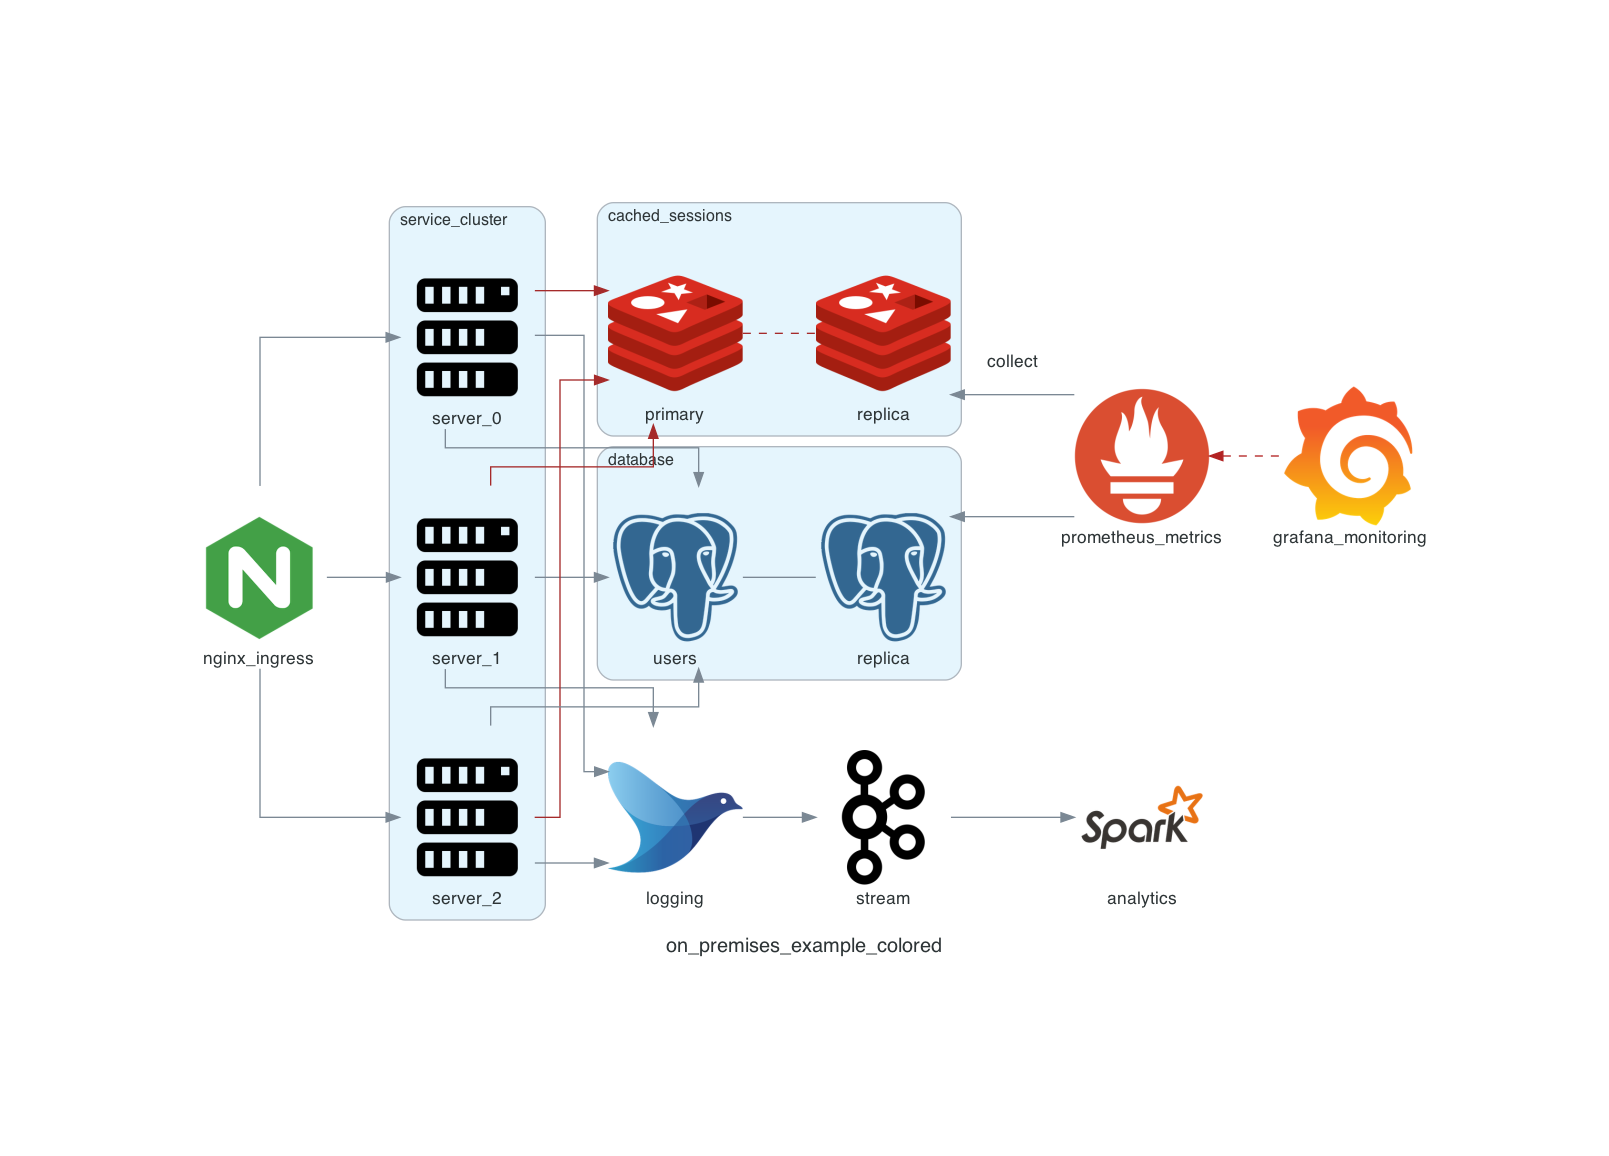 service_cluster
cached_sessions
server_0
primary
replica
collect
database
prometheus_metrics
grafana_monitoring
N
nginx_ingress
server_1
users
replica
Spark
server_2
logging
stream
analytics
on_premises_example_colored